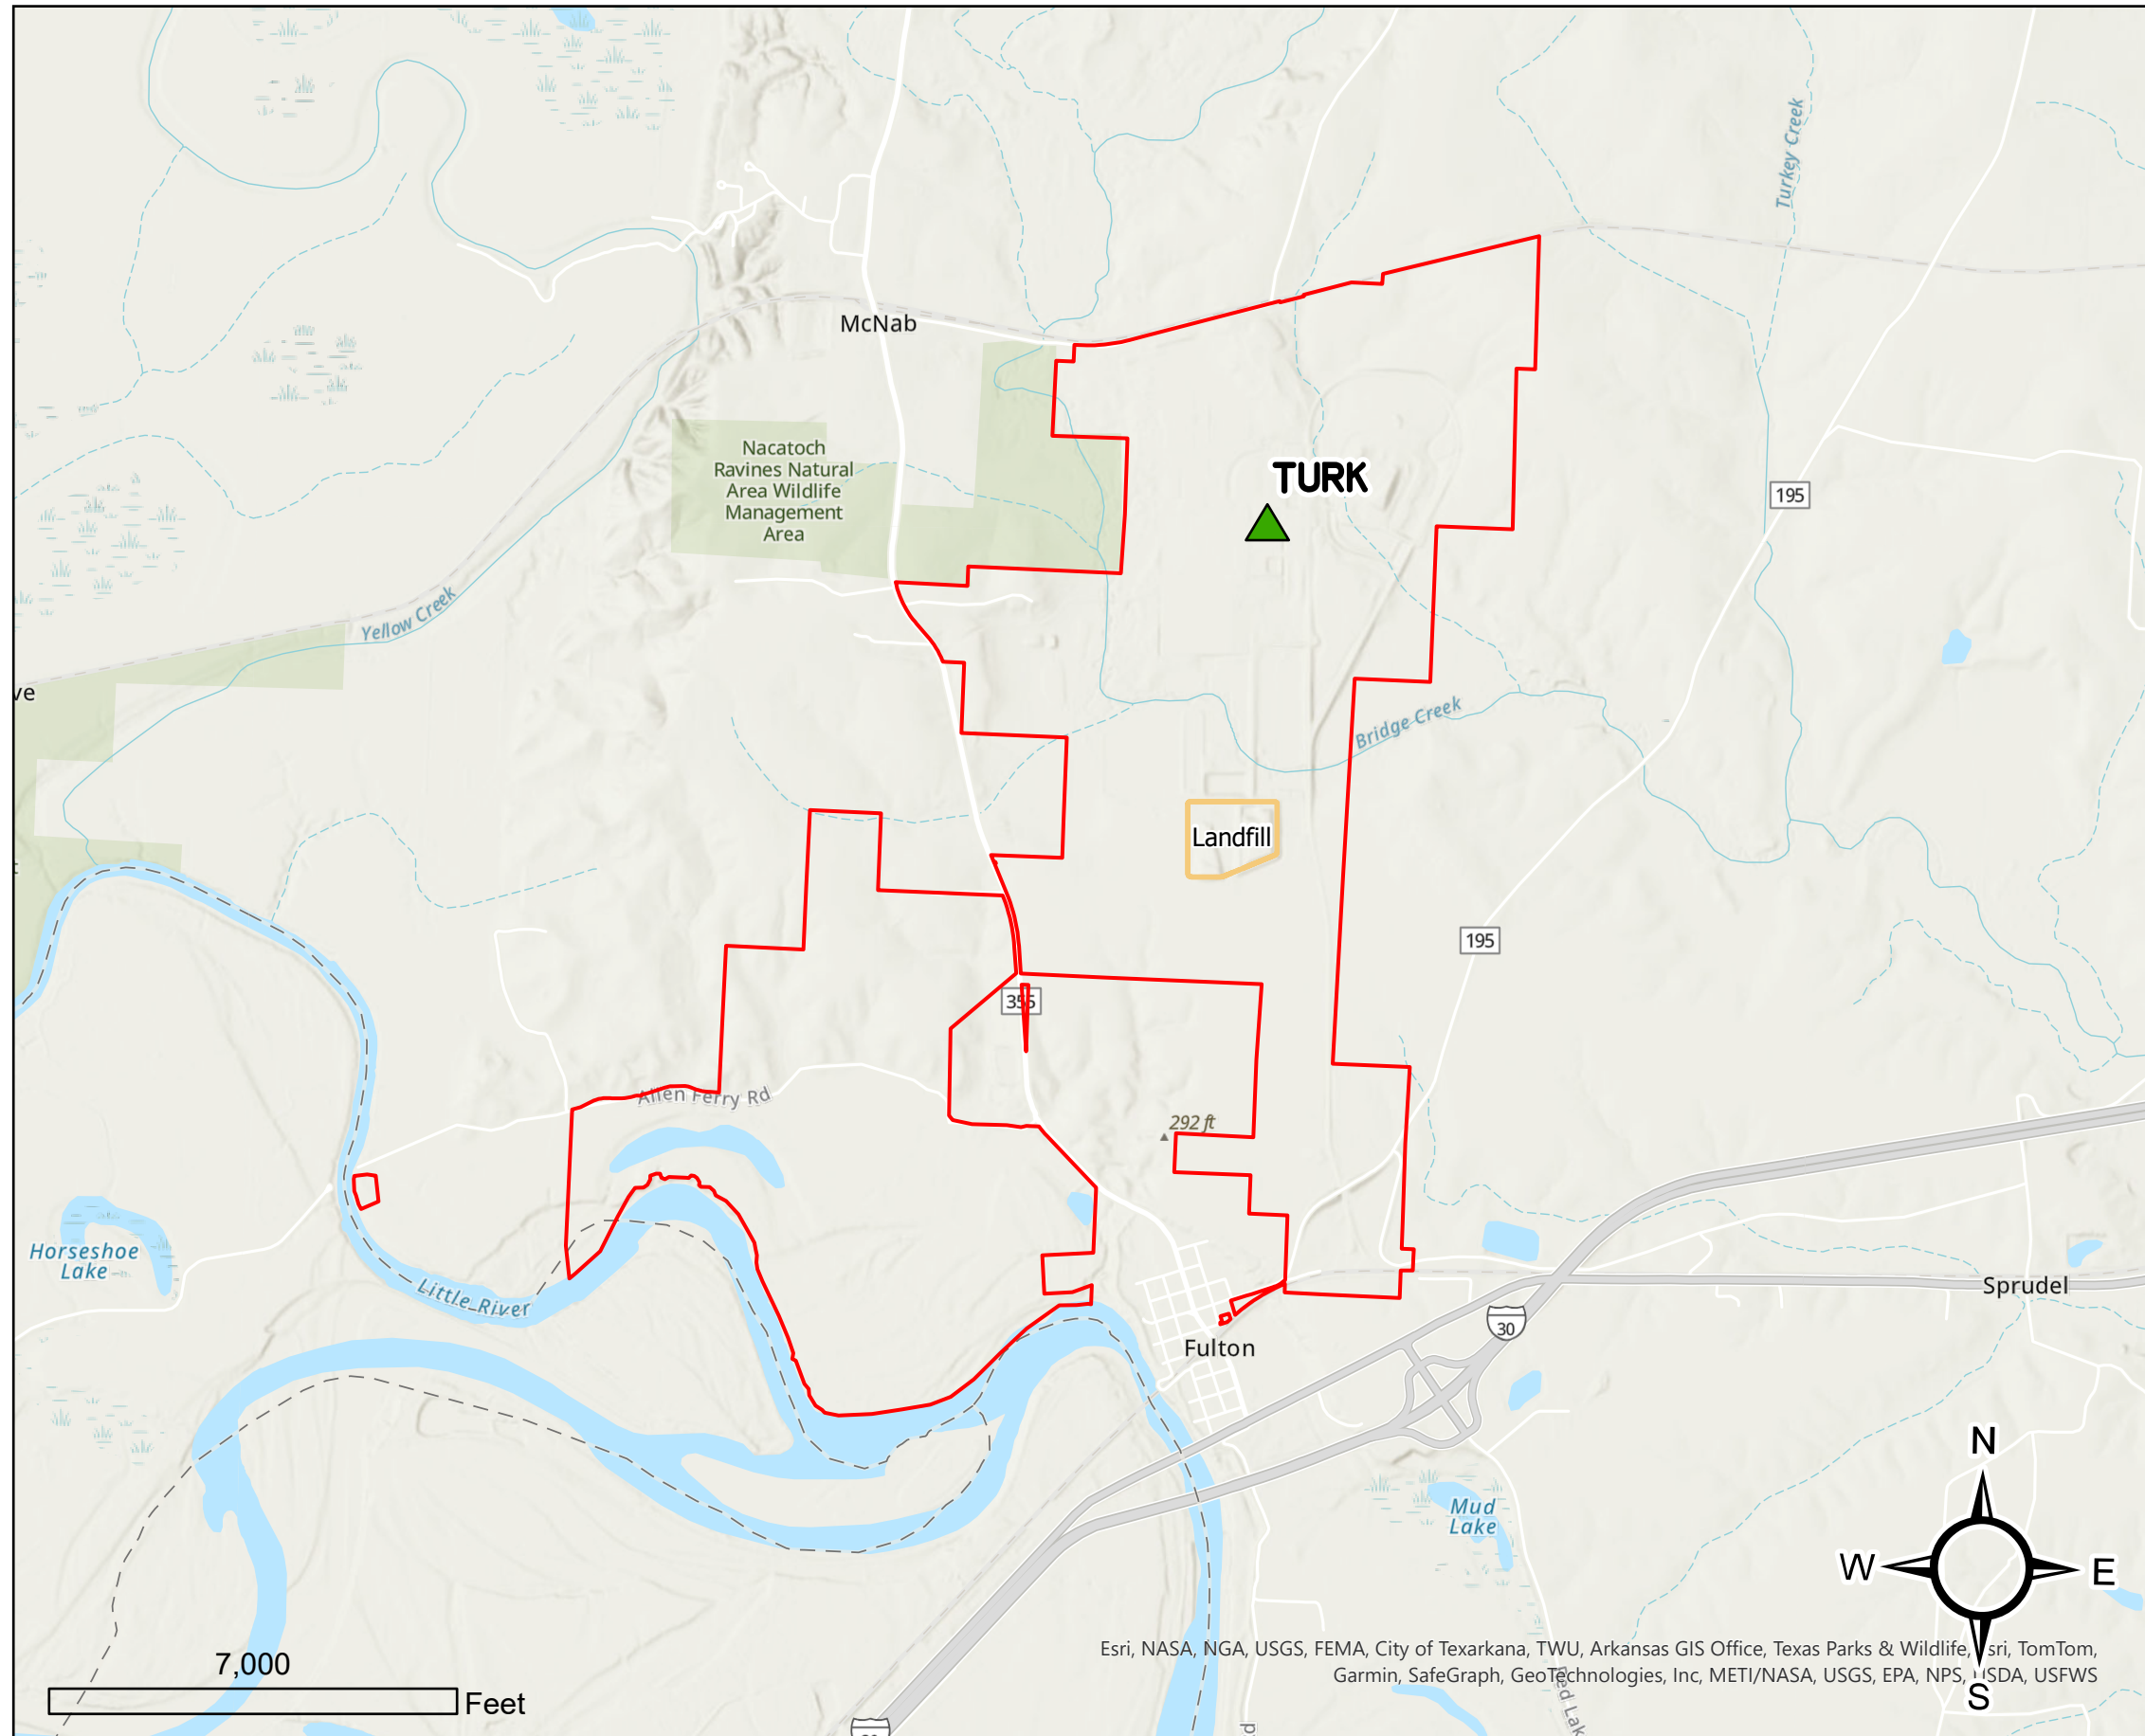 Turkey Creek
McNab
Nacatoch
Ravines Natural
Area Wildlife
Management
Area
TURK
195
Yellow Creek
ve
Bridge Creek
Landfill
195
355
Allen Ferry Rd
292 ft
Horseshoe
Lake
Little River
Sprudel
30
Fulton
N
Mud
Lake
W
E
Esri, NASA, NGA, USGS, FEMA, City of Texarkana, TWU, Arkansas GIS Office, Texas Parks & Wildlife, Esri, TomTom,
Garmin, SafeGraph, GeoTechnologies, Inc, METI/NASA, USGS, EPA, NPS, USDA, USFWS
7,000
Feet
S
Red Lak